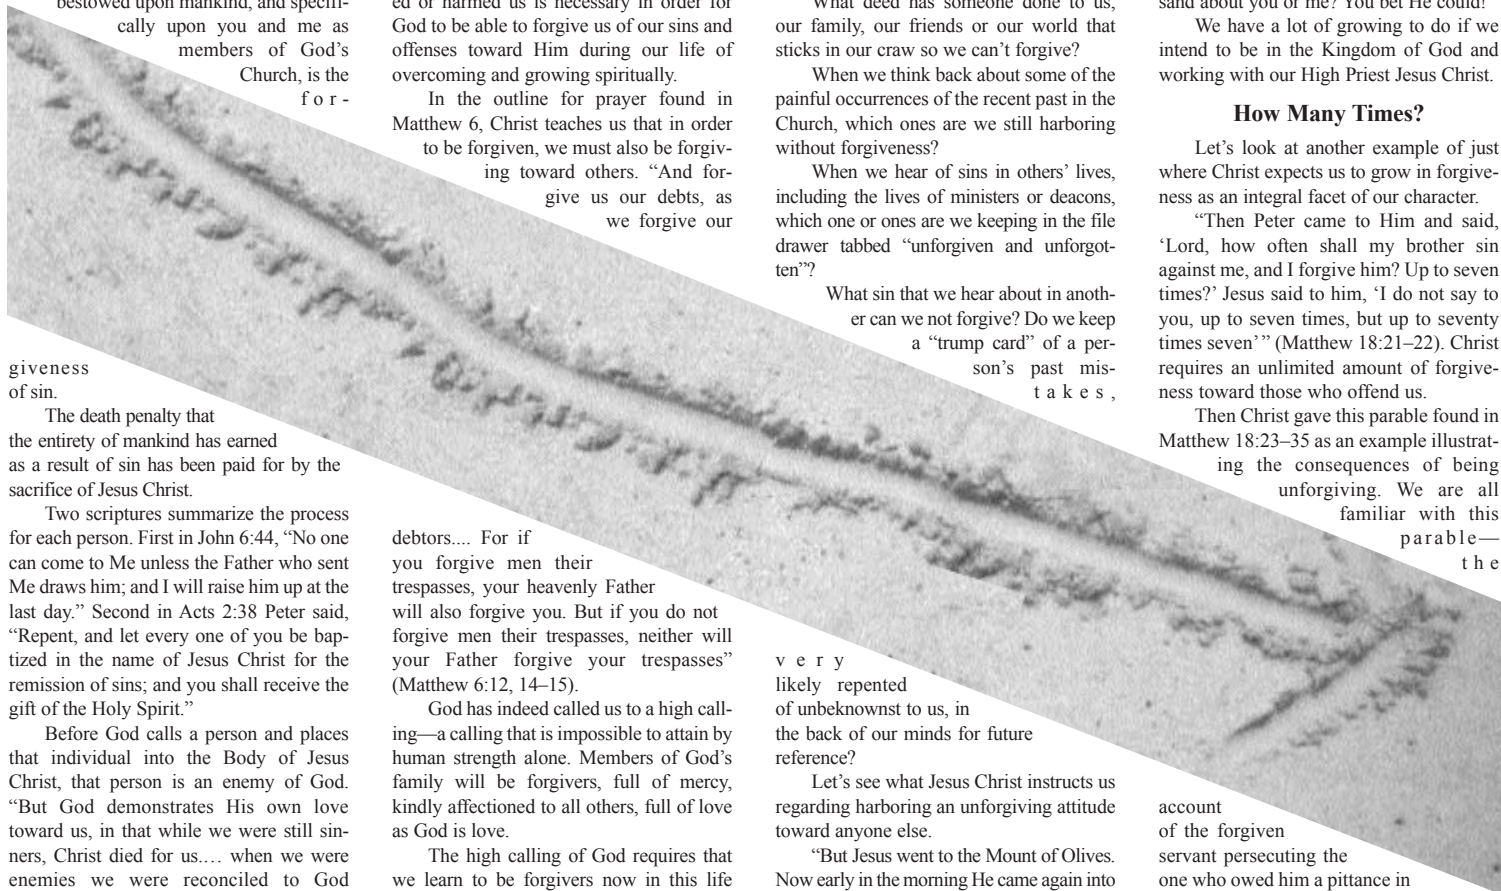 bestowed upon mankind, and specifi-
cally upon you and me as
members of God's
Church, is the
for-
giveness
of sin.
The death penalty that
the entirety of mankind has earned
as a result of sin has been paid for by the
sacrifice of Jesus Christ.
Two scriptures summarize the process
for each person. First in John 6:44, “No one
can come to Me unless the Father who sent
Me draws him; and I will raise him up at the
last day.” Second in Acts 2:38 Peter said,
“Repent, and let every one of you be bap-
tized in the name of Jesus Christ for the
remission of sins; and you shall receive the
gift of the Holy Spirit.”
Before God calls a person and places
that individual into the Body of Jesus
Christ, that person is an enemy of God.
“But God demonstrates His own love
toward us, in that while we were still sin-
ners, Christ died for us.… when we were
enemies we were reconciled to God
ed or harmed us is necessary in order for
God to be able to forgive us of our sins and
offenses toward Him during our life of
overcoming and growing spiritually.
In the outline for prayer found in
Matthew 6, Christ teaches us that in order
to be forgiven, we must also be forgiv-
ing toward others. “And for-
give us our debts, as
we forgive our
debtors.... For if
you forgive men their
trespasses, your heavenly Father
will also forgive you. But if you do not
forgive men their trespasses, neither will
your Father forgive your trespasses”
(Matthew 6:12, 14–15).
God has indeed called us to a high call-
ing—a calling that is impossible to attain by
human strength alone. Members of God's
family will be forgivers, full of mercy,
kindly affectioned to all others, full of love
as God is love.
The high calling of God requires that
we learn to be forgivers now in this life
What deed has someone done to us,
our family, our friends or our world that
sticks in our craw so we can't forgive?
When we think back about some of the
painful occurrences of the recent past in the
Church, which ones are we still harboring
without forgiveness?
When we hear of sins in others' lives,
including the lives of ministers or deacons,
which one or ones are we keeping in the file
drawer tabbed “unforgiven and unforgot-
ten”?
What sin that we hear about in anoth-
er can we not forgive? Do we keep
a “trump card” of a per-
son's past mis-
takes,
very
likely repented
of unbeknownst to us, in
the back of our minds for future
reference?
Let's see what Jesus Christ instructs us
regarding harboring an unforgiving attitude
toward anyone else.
“But Jesus went to the Mount of Olives.
Now early in the morning He came again into
sand about you or me? You bet He could!
We have a lot of growing to do if we
intend to be in the Kingdom of God and
working with our High Priest Jesus Christ.
How Many Times?
Let's look at another example of just
where Christ expects us to grow in forgive-
ness as an integral facet of our character.
“Then Peter came to Him and said,
‘Lord, how often shall my brother sin
against me, and I forgive him? Up to seven
times?’ Jesus said to him, ‘I do not say to
you, up to seven times, but up to seventy
times seven’” (Matthew 18:21–22). Christ
requires an unlimited amount of forgive-
ness toward those who offend us.
Then Christ gave this parable found in
Matthew 18:23–35 as an example illustrat-
ing the consequences of being
unforgiving. We are all
familiar with this
parable—
the
account
of the forgiven
servant persecuting the
one who owed him a pittance in